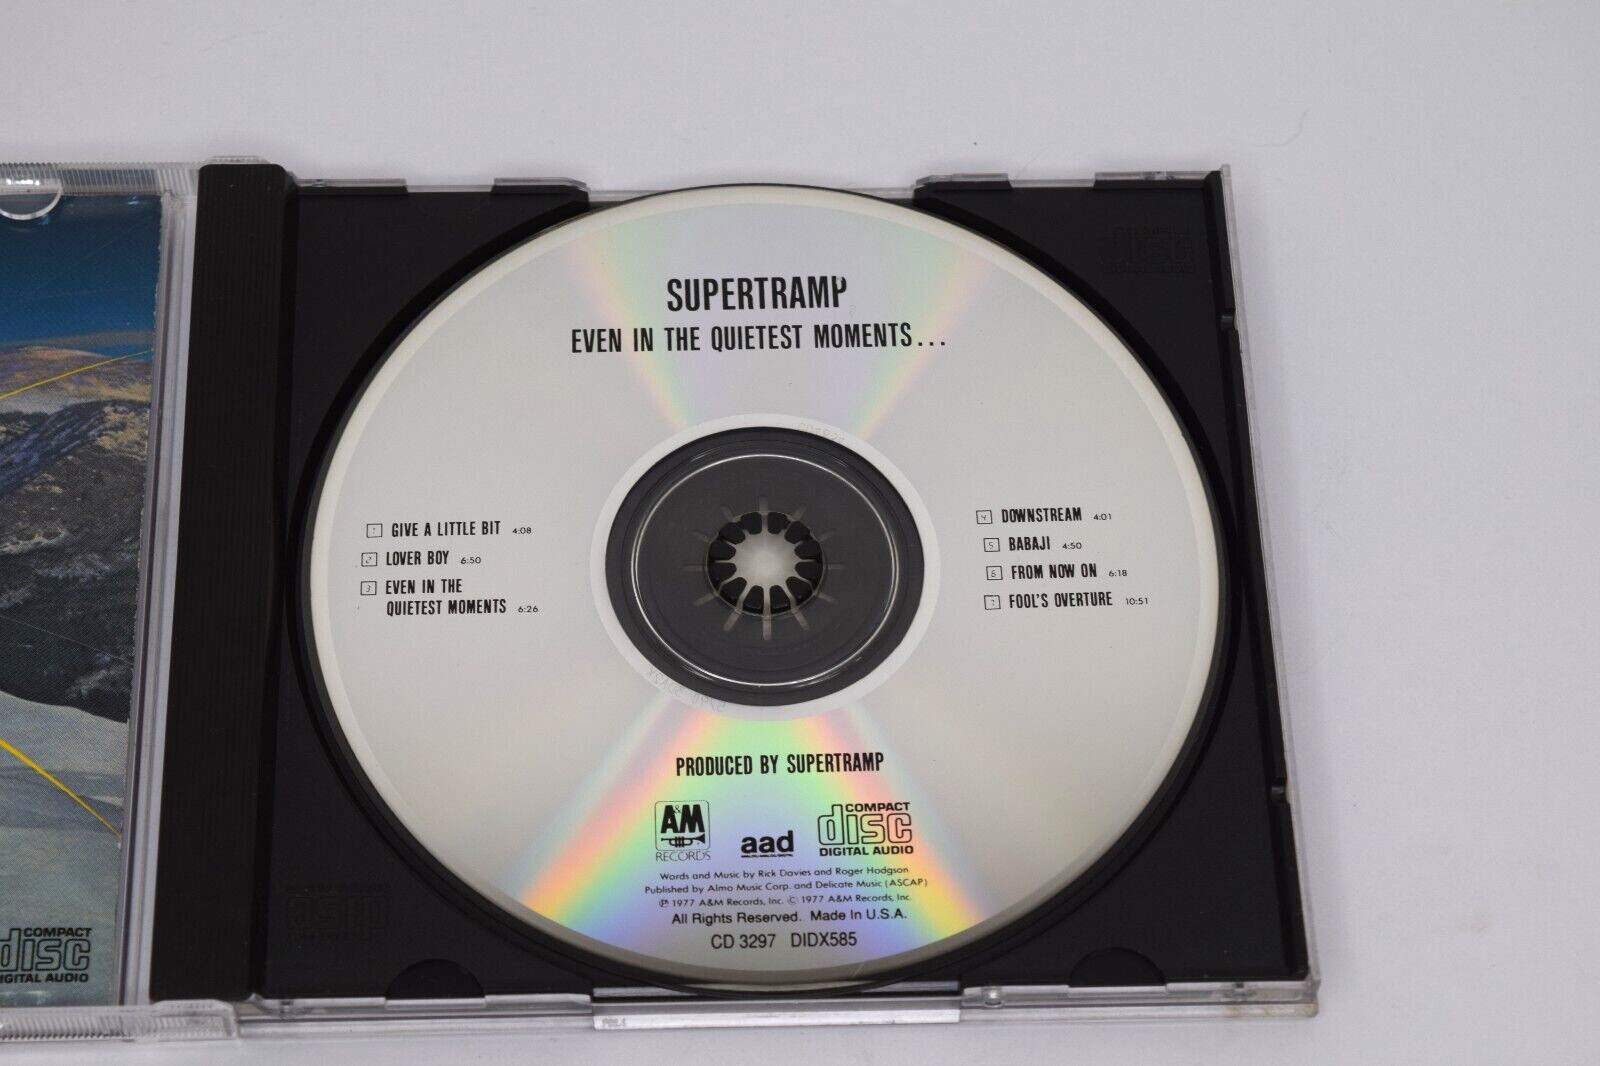 SUPERTRAMP
EVEN IN THE QUIETEST MOMENTS...
1 GIVE A LITTLE BIT 4:08
2 LOVER BOY 6:50
3 EVEN IN THE
QUIETEST MOMENTS 6:26
4 DOWNSTREAM 4:01
5 BABAJI 4:50
6 FROM NOW ON 6:18
7 FOOL'S OVERTURE 10:51
PRODUCED BY SUPERTRAMP
A&M
RECORDS
aad
COMPACT
disc
DIGITAL AUDIO
Words and Music by Rick Davies and Roger Hodgson
Published by Almo Music Corp. and Delicate Music (ASCAP)
℗ 1977 A&M Records, Inc. © 1977 A&M Records, Inc.
All Rights Reserved. Made In U.S.A.
CD 3297 DIDX585
COMPACT
disc
DIGITAL AUDIO